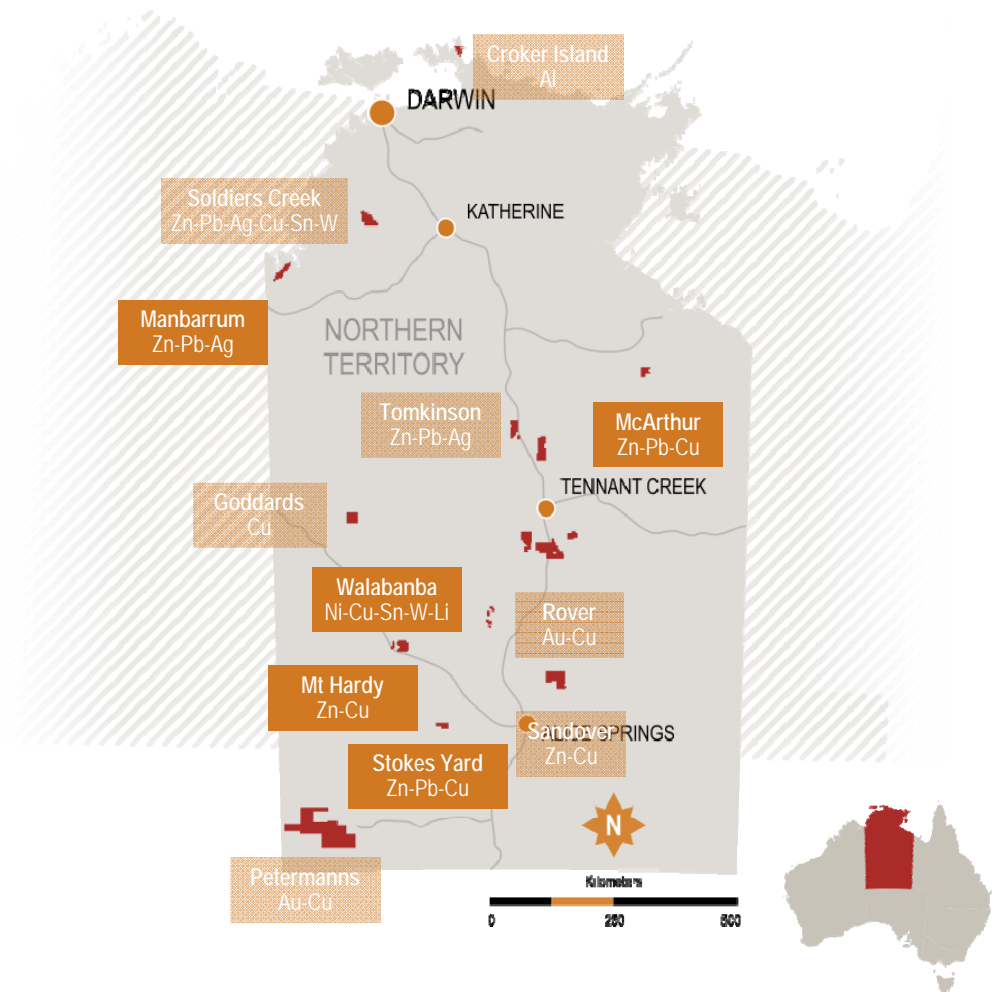 Croker Island
Al
DARWIN
Soldiers Creek
Zn-Pb-Ag-Cu-Sn-W
KATHERINE
Manbarrum
Zn-Pb-Ag
NORTHERN
TERRITORY
Tomkinson
Zn-Pb-Ag
McArthur
Zn-Pb-Cu
TENNANT CREEK
Goddards
Cu
Walabanba
Ni-Cu-Sn-W-Li
Rover
Au-Cu
Mt Hardy
Zn-Cu
Sandover
Zn-Cu
ALICE SPRINGS
Stokes Yard
Zn-Pb-Cu
N
Petermanns
Au-Cu
Kilometers
0 250 500